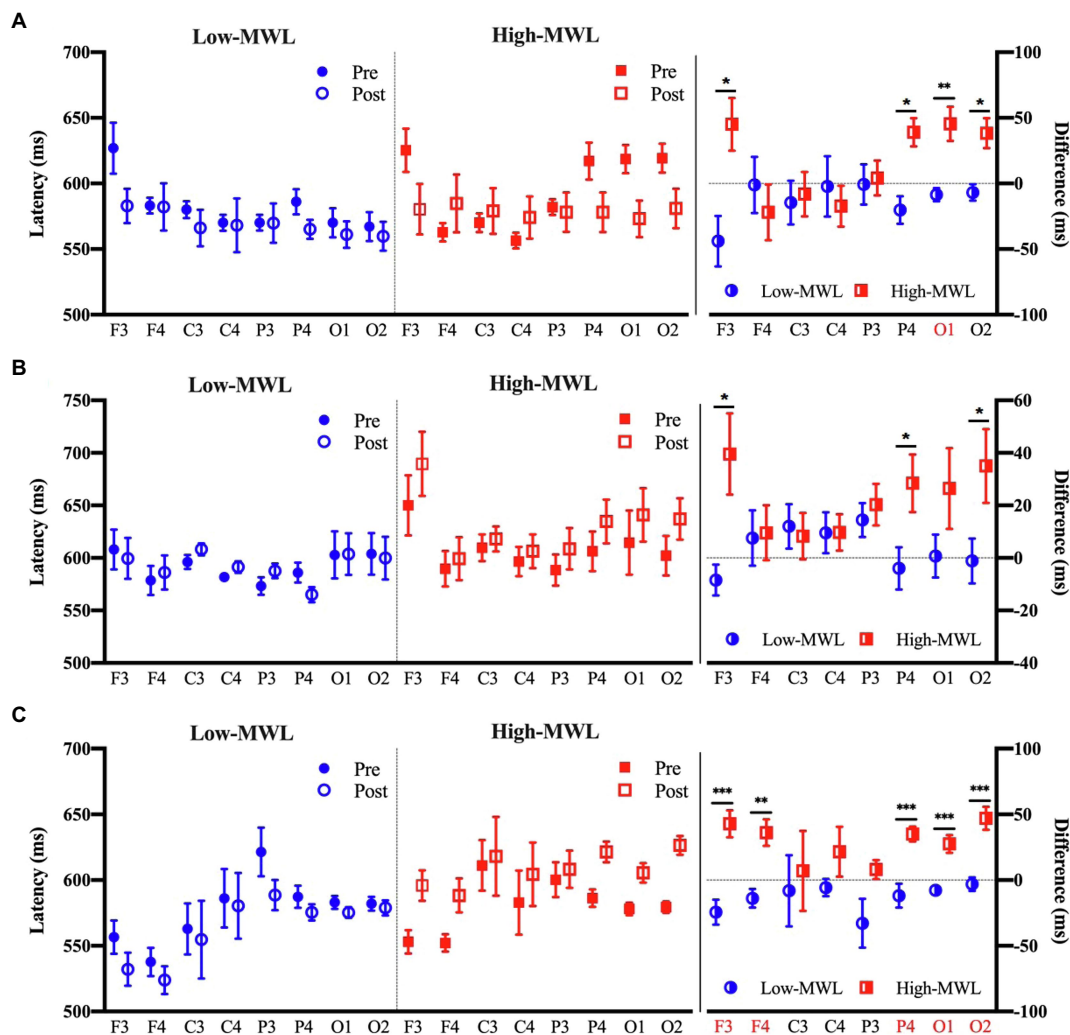 A
Low-MWL
High-MWL
Pre
Post
Pre
Post
Latency (ms)
700
600
550
500
F3 F4 C3 C4 P3 P4 O1 O2
F3 F4 C3 C4 P3 P4 O1 O2
* * ** *
Low-MWL High-MWL
F3 F4 C3 C4 P3 P4 O1 O2
100
50
0
-50
-100
Difference (ms)
B
Low-MWL
High-MWL
Pre
Post
Pre
Post
Latency (ms)
750
700
650
600
550
500
F3 F4 C3 C4 P3 P4 O1 O2
F3 F4 C3 C4 P3 P4 O1 O2
* * *
Low-MWL High-MWL
F3 F4 C3 C4 P3 P4 O1 O2
60
40
20
0
-20
-40
Difference (ms)
C
Low-MWL
High-MWL
Pre
Post
Pre
Post
Latency (ms)
700
650
600
550
500
F3 F4 C3 C4 P3 P4 O1 O2
F3 F4 C3 C4 P3 P4 O1 O2
*** ** *** *** ***
Low-MWL High-MWL
F3 F4 C3 C4 P3 P4 O1 O2
100
50
0
-50
-100
Difference (ms)